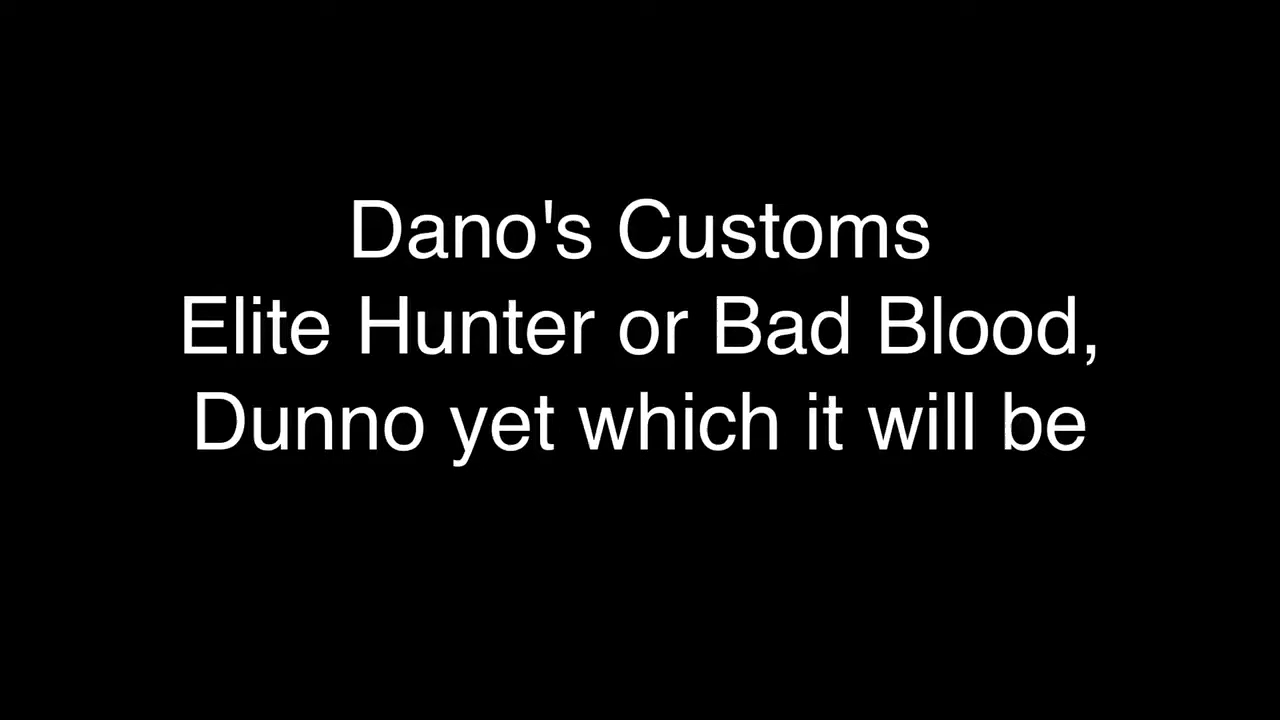 Dano's Customs
Elite Hunter or Bad Blood,
Dunno yet which it will be